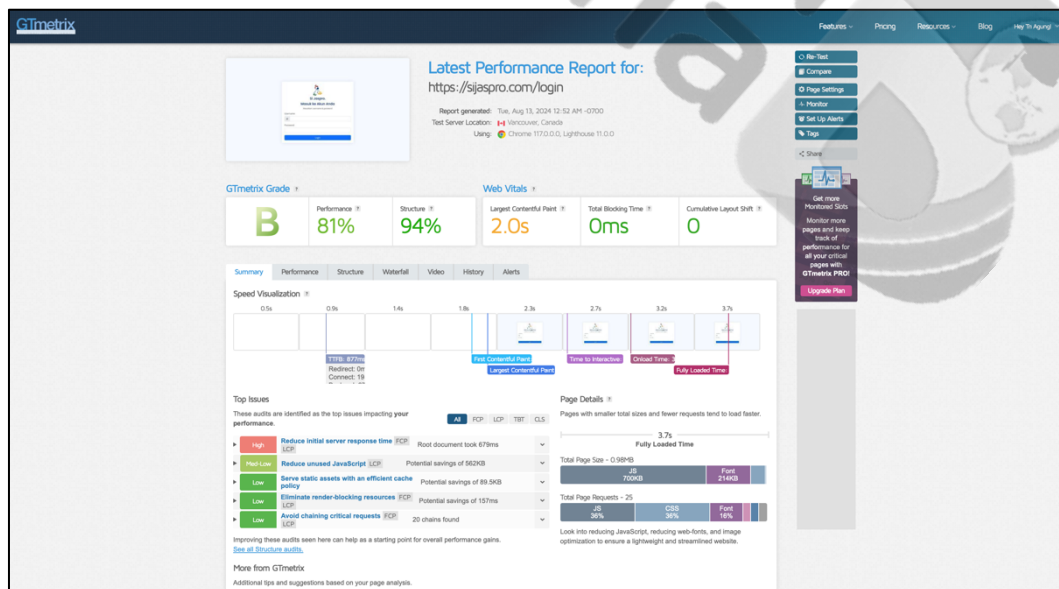 GTmetrix
Features Pricing Resources Blog Hey Tri Agung!
Latest Performance Report for:
https://sijaspro.com/login
Report generated: Tue, Aug 13, 2024 12:52 AM -0700
Test Server Location: Vancouver, Canada
Using: Chrome 117.0.0.0, Lighthouse 11.0.0
Re-Test
Compare
Page Settings
Monitor
Set Up Alerts
Tags
Share
Get more
Monitored Slots
Monitor more
pages and keep
track of
performance for
all your critical
pages with
GTmetrix PRO!
Upgrade Plan
GTmetrix Grade ?
B
Performance ?
81%
Structure ?
94%
Web Vitals ?
Largest Contentful Paint ?
2.0s
Total Blocking Time ?
0ms
Cumulative Layout Shift ?
0
Summary Performance Structure Waterfall Video History Alerts
Speed Visualization ?
0.5s 0.9s 1.4s 1.8s 2.3s 2.7s 3.2s 3.7s
TTFB: 877ms
Redirect: 0m
Connect: 19
First Contentful Paint
Largest Contentful Paint
Time to Interactive:
Onload Time: 3
Fully Loaded Time:
Top Issues
These audits are identified as the top issues impacting your
performance.
All FCP LCP TBT CLS
High Reduce initial server response time FCP LCP Root document took 679ms
Med-Low Reduce unused JavaScript LCP Potential savings of 562KB
Low Serve static assets with an efficient cache policy Potential savings of 89.5KB
Low Eliminate render-blocking resources FCP LCP Potential savings of 157ms
Low Avoid chaining critical requests FCP LCP 20 chains found
Improving these audits seen here can help as a starting point for overall performance gains.
See all Structure audits.
More from GTmetrix
Additional tips and suggestions based on your page analysis.
Page Details ?
Pages with smaller total sizes and fewer requests tend to load faster.
3.7s
Fully Loaded Time
Total Page Size - 0.98MB
JS Font
700KB 214KB
Total Page Requests - 25
JS CSS Font
36% 36% 16%
Look into reducing JavaScript, reducing web-fonts, and image
optimization to ensure a lightweight and streamlined website.